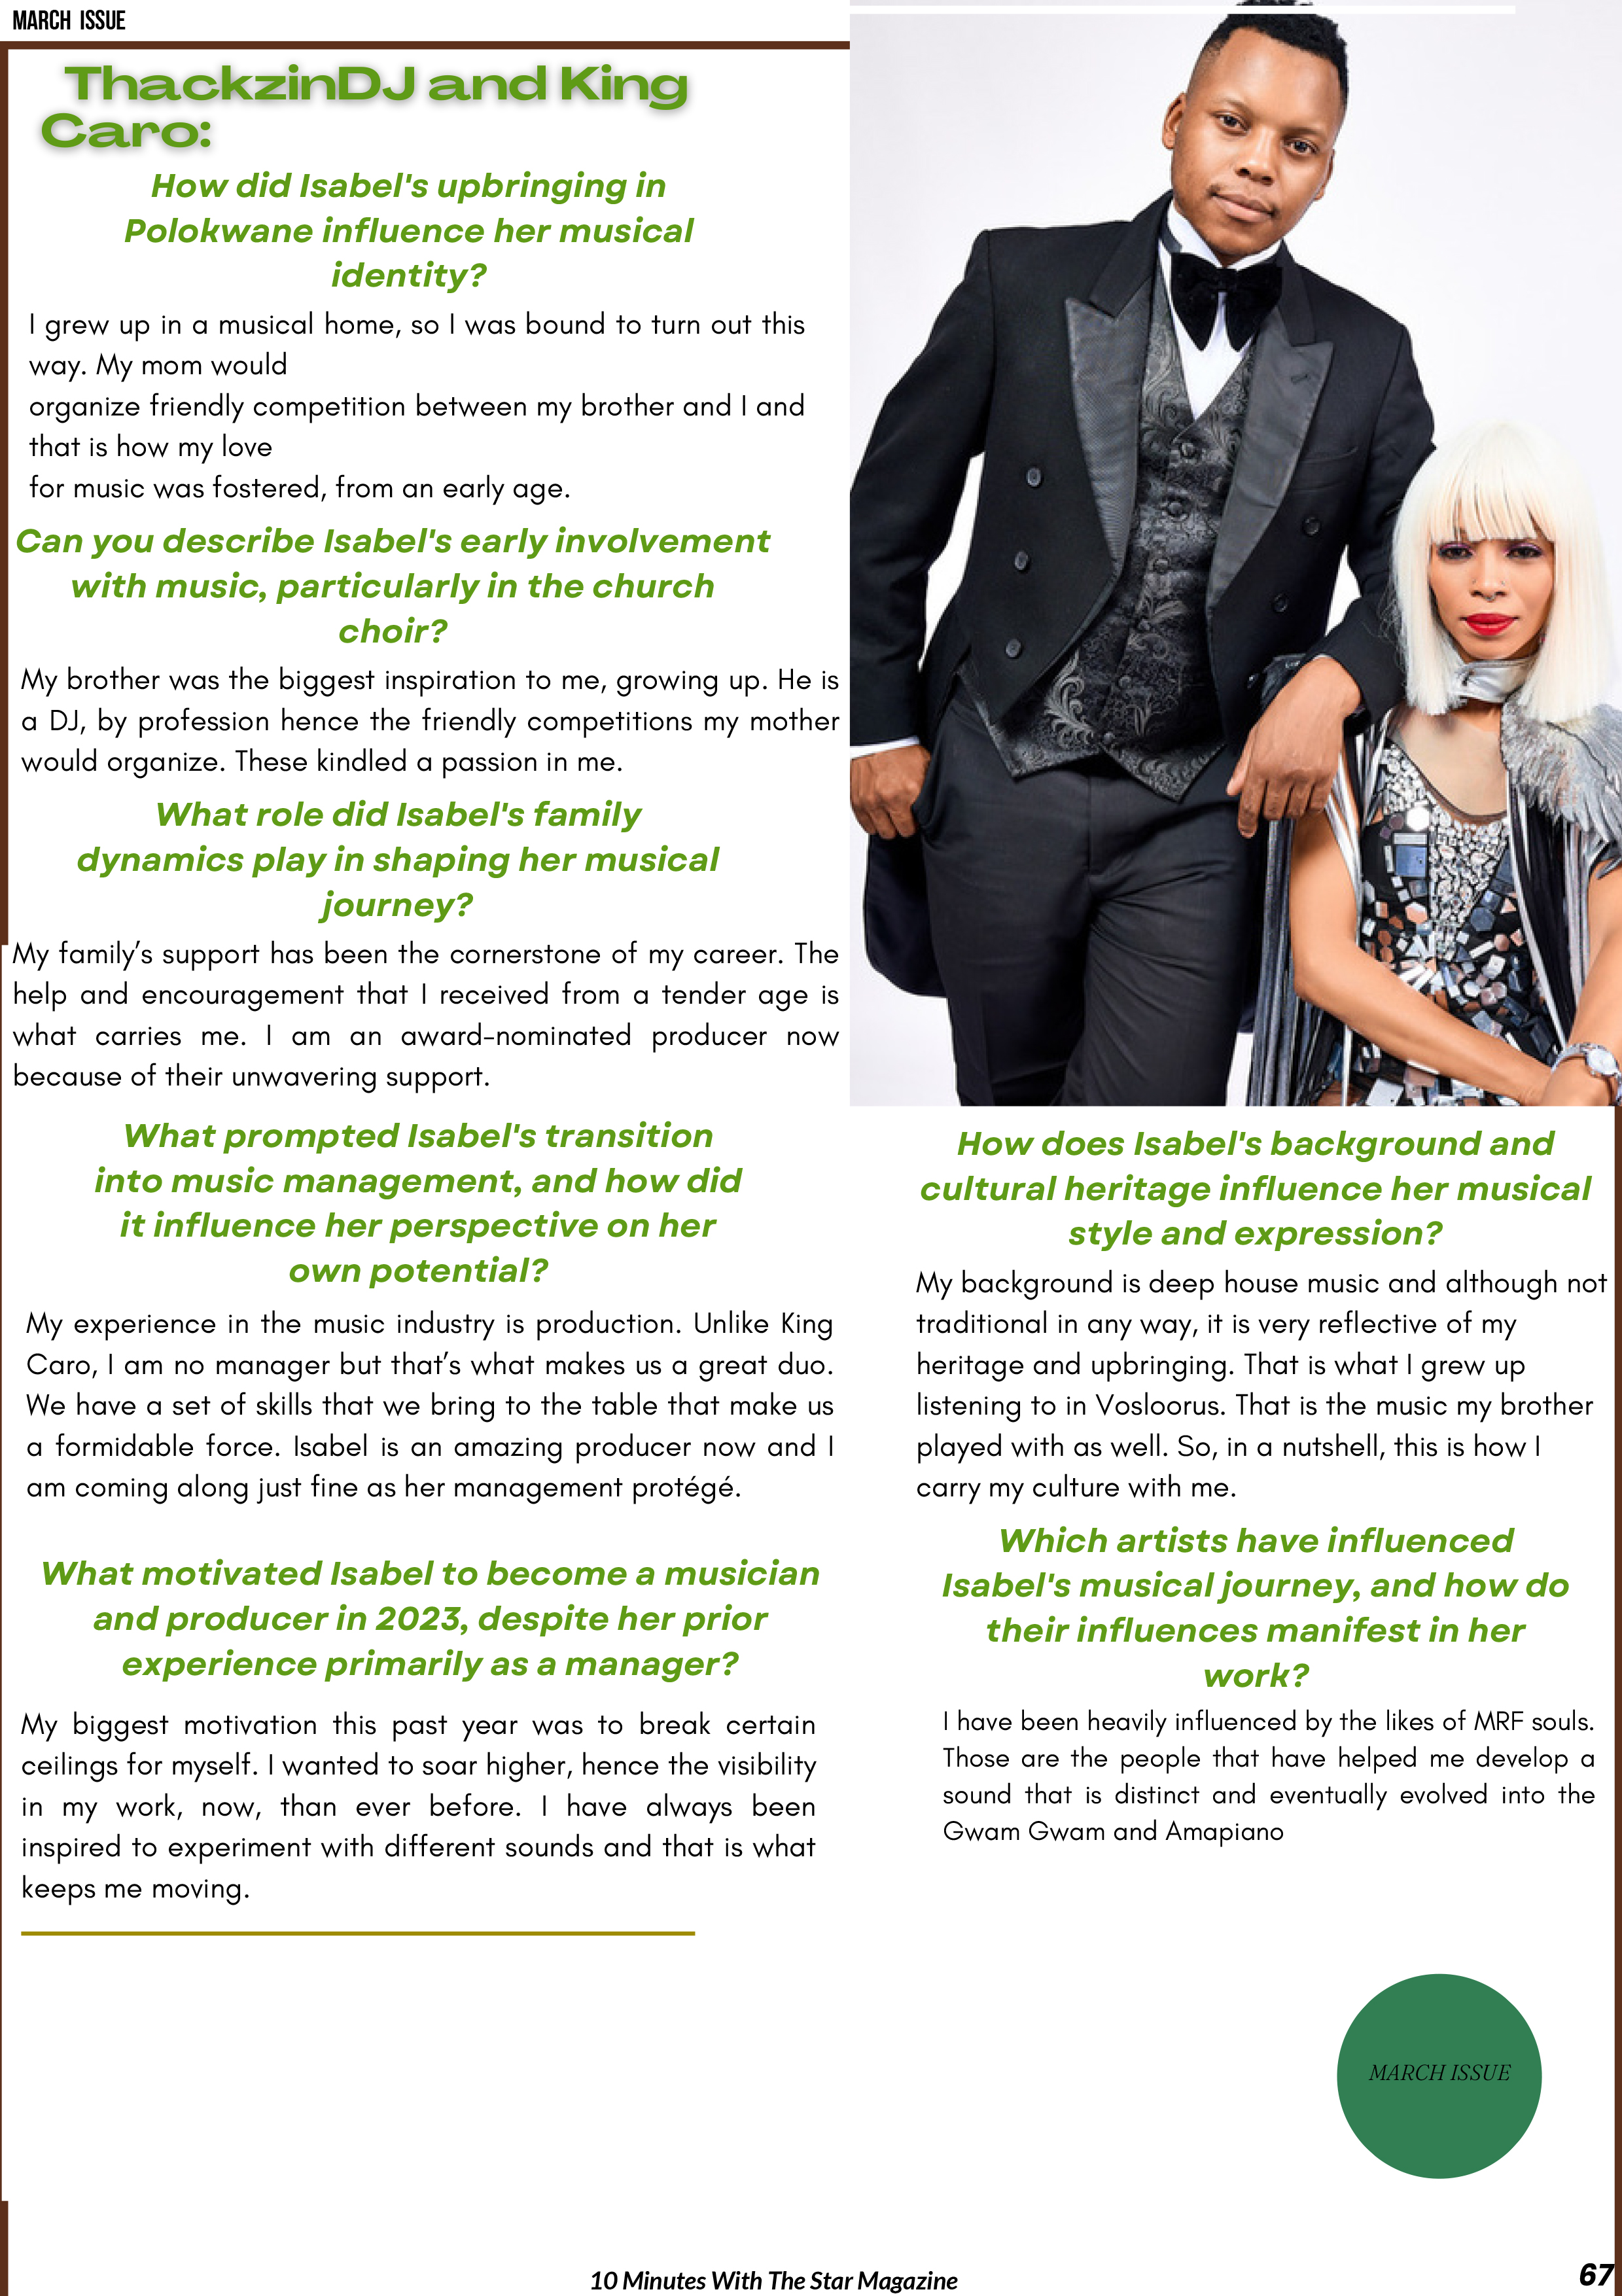 MARCH ISSUE
ThackzinDJ and King
Caro:
How did Isabel's upbringing in
Polokwane influence her musical
identity?
I grew up in a musical home, so I was bound to turn out this
way. My mom would
organize friendly competition between my brother and I and
that is how my love
for music was fostered, from an early age.
Can you describe Isabel's early involvement
with music, particularly in the church
choir?
My brother was the biggest inspiration to me, growing up. He is
a DJ, by profession hence the friendly competitions my mother
would organize. These kindled a passion in me.
What role did Isabel's family
dynamics play in shaping her musical
journey?
My family’s support has been the cornerstone of my career. The
help and encouragement that I received from a tender age is
what carries me. I am an award-nominated producer now
because of their unwavering support.
What prompted Isabel's transition
into music management, and how did
it influence her perspective on her
own potential?
My experience in the music industry is production. Unlike King
Caro, I am no manager but that’s what makes us a great duo.
We have a set of skills that we bring to the table that make us
a formidable force. Isabel is an amazing producer now and I
am coming along just fine as her management protégé.
What motivated Isabel to become a musician
and producer in 2023, despite her prior
experience primarily as a manager?
My biggest motivation this past year was to break certain
ceilings for myself. I wanted to soar higher, hence the visibility
in my work, now, than ever before. I have always been
inspired to experiment with different sounds and that is what
keeps me moving.
How does Isabel's background and
cultural heritage influence her musical
style and expression?
My background is deep house music and although not
traditional in any way, it is very reflective of my
heritage and upbringing. That is what I grew up
listening to in Vosloorus. That is the music my brother
played with as well. So, in a nutshell, this is how I
carry my culture with me.
Which artists have influenced
Isabel's musical journey, and how do
their influences manifest in her
work?
I have been heavily influenced by the likes of MRF souls.
Those are the people that have helped me develop a
sound that is distinct and eventually evolved into the
Gwam Gwam and Amapiano
MARCH ISSUE
10 Minutes With The Star Magazine
67